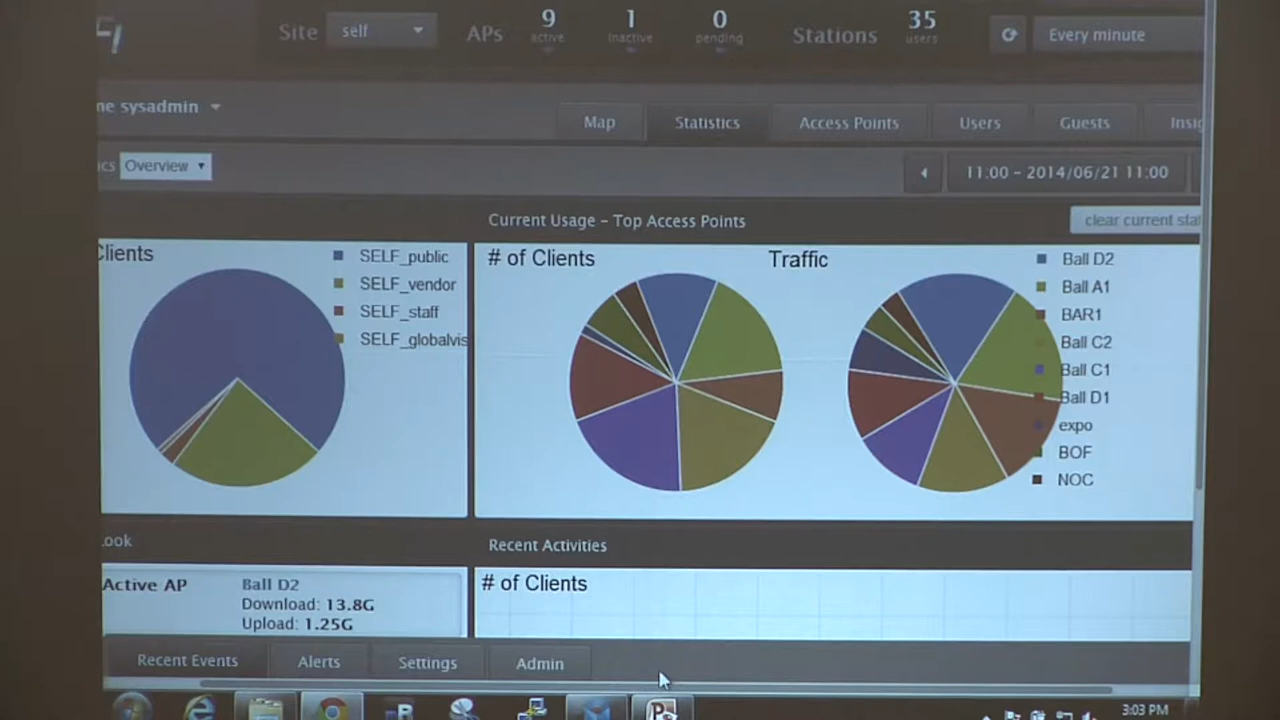 Site self APs 9 active 1 inactive 0 pending Stations 35 users Every minute
me sysadmin
Map Statistics Access Points Users Guests Insig
ics Overview 11:00 - 2014/06/21 11:00
Current Usage - Top Access Points clear current stat
Clients
SELF_public
SELF_vendor
SELF_staff
SELF_globalvis
# of Clients Traffic
Ball D2
Ball A1
BAR1
Ball C2
Ball C1
Ball D1
expo
BOF
NOC
Look
Recent Activities
Active AP Ball D2
Download: 13.8G
Upload: 1.25G
# of Clients
Recent Events Alerts Settings Admin
3:03 PM